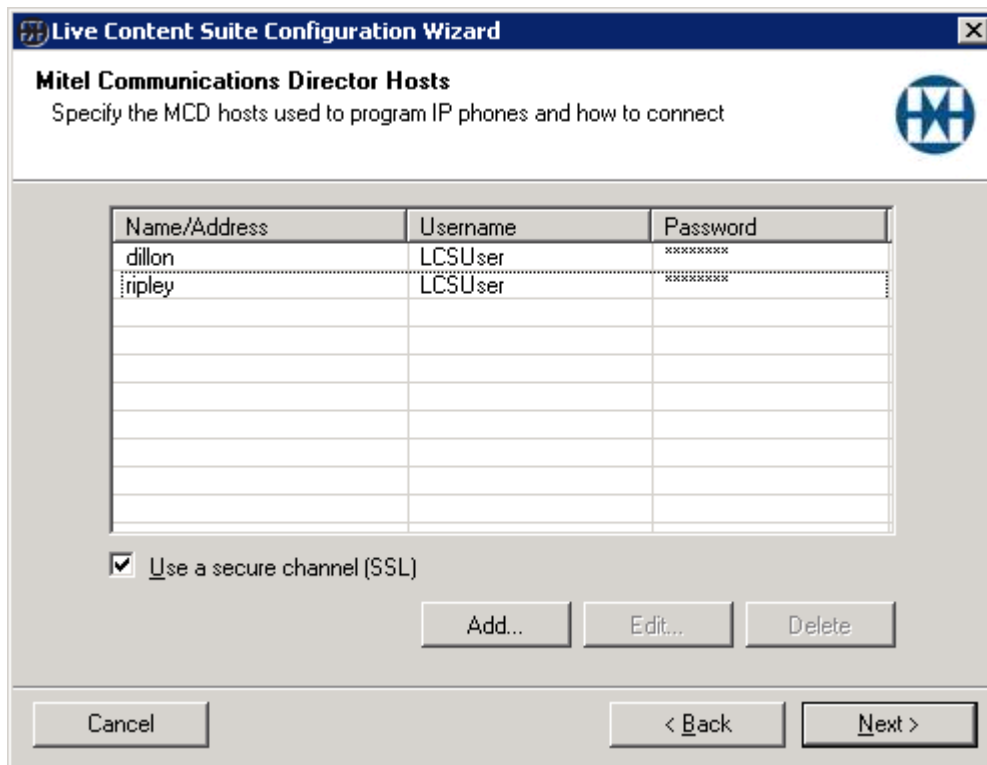 Live Content Suite Configuration Wizard
Mitel Communications Director Hosts
Specify the MCD hosts used to program IP phones and how to connect
Name/Address Username Password
dillon LCSUser ********
ripley LCSUser ********
Use a secure channel (SSL)
Add... Edit... Delete
Cancel < Back Next >